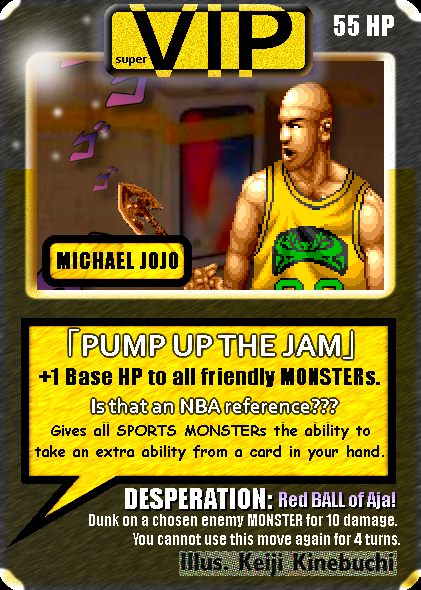 super VIP
55 HP
MICHAEL JOJO
「PUMP UP THE JAM」
+1 Base HP to all friendly MONSTERs.
Is that an NBA reference???
Gives all SPORTS MONSTERs the ability to
take an extra ability from a card in your hand.
DESPERATION: Red BALL of Aja!
Dunk on a chosen enemy MONSTER for 10 damage.
You cannot use this move again for 4 turns.
Illus. Keiji Kinebuchi